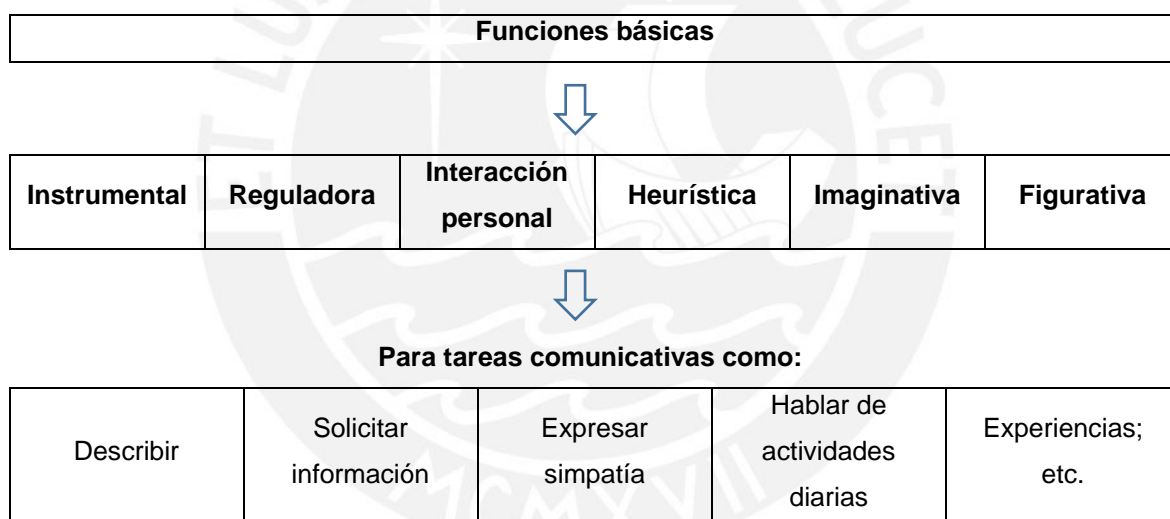 Funciones básicas
Instrumental
Reguladora
Interacción
personal
Heurística
Imaginativa
Figurativa
Para tareas comunicativas como:
Describir
Solicitar
información
Expresar
simpatía
Hablar de
actividades
diarias
Experiencias;
etc.
MCMXVII